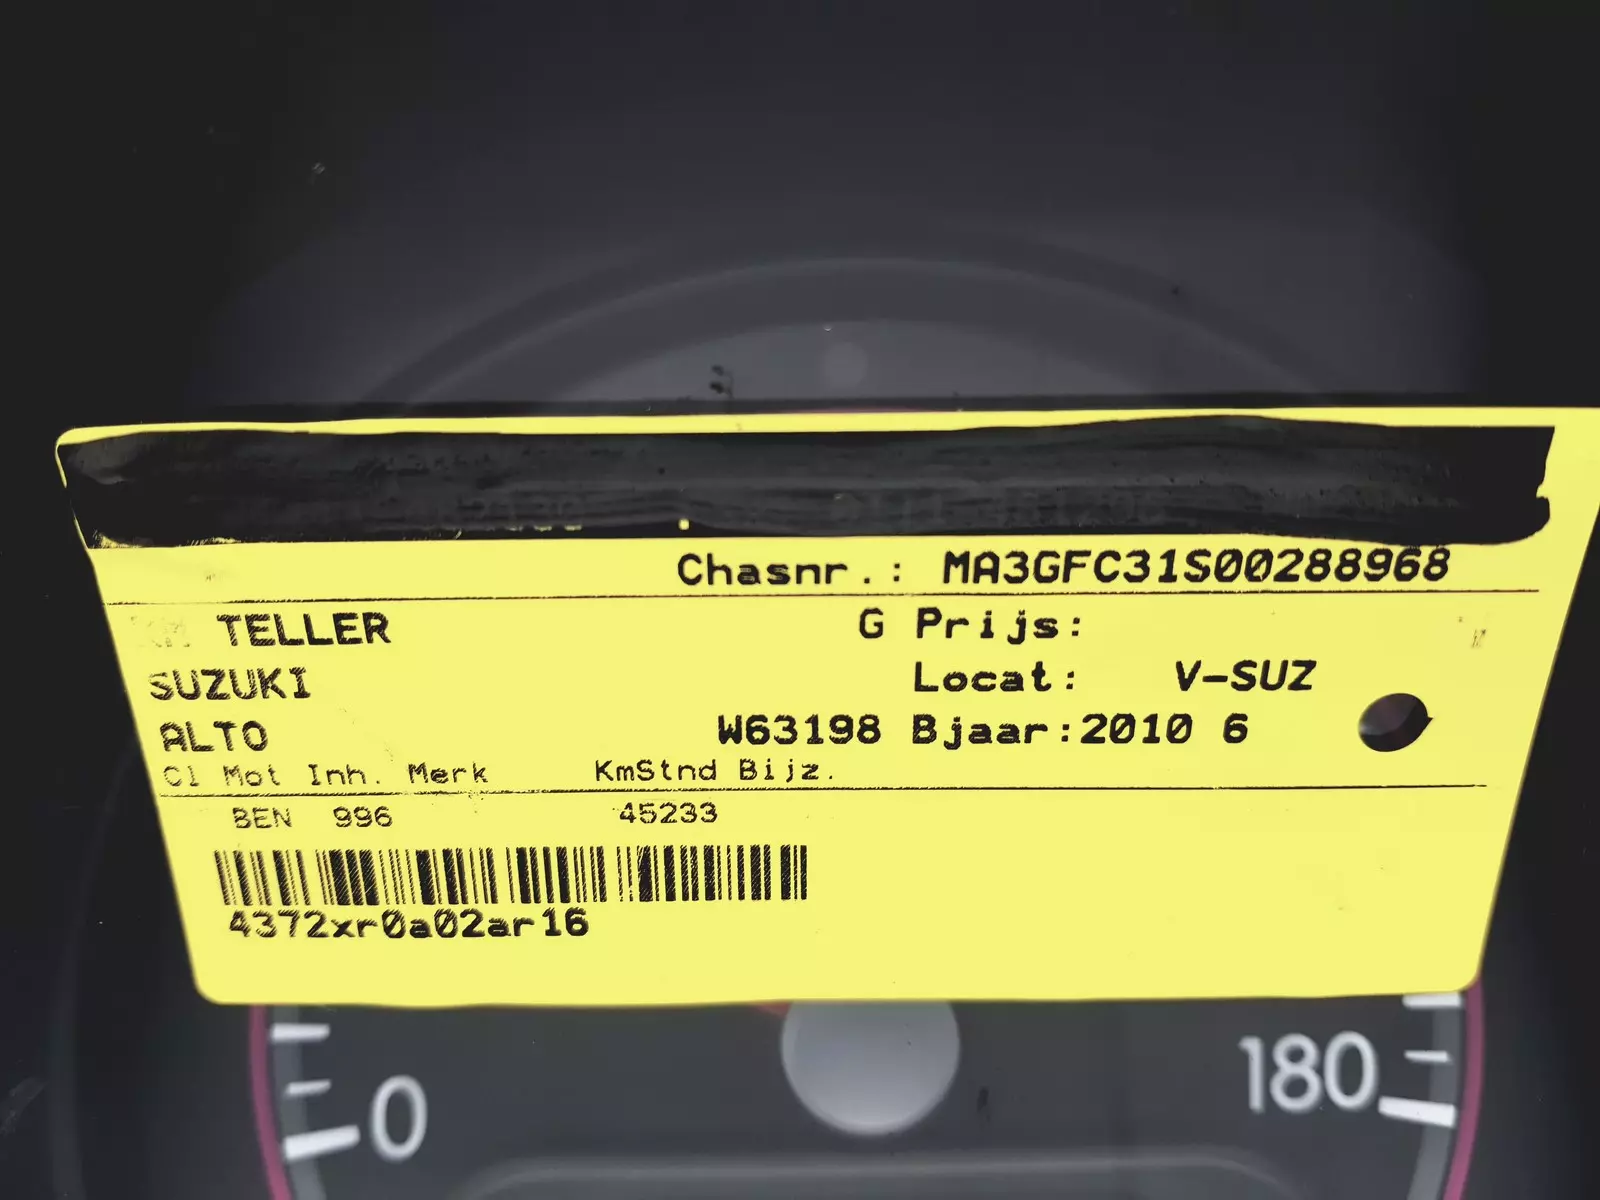 Chasnr.: MA3GFC31S00288968
TELLER G Prijs:
SUZUKI Locat: V-SUZ
ALTO W63198 Bjaar:2010 6
Cl Mot Inh. Merk KmStnd Bijz.
BEN 996 45233
4372xr0a02ar16
0 180